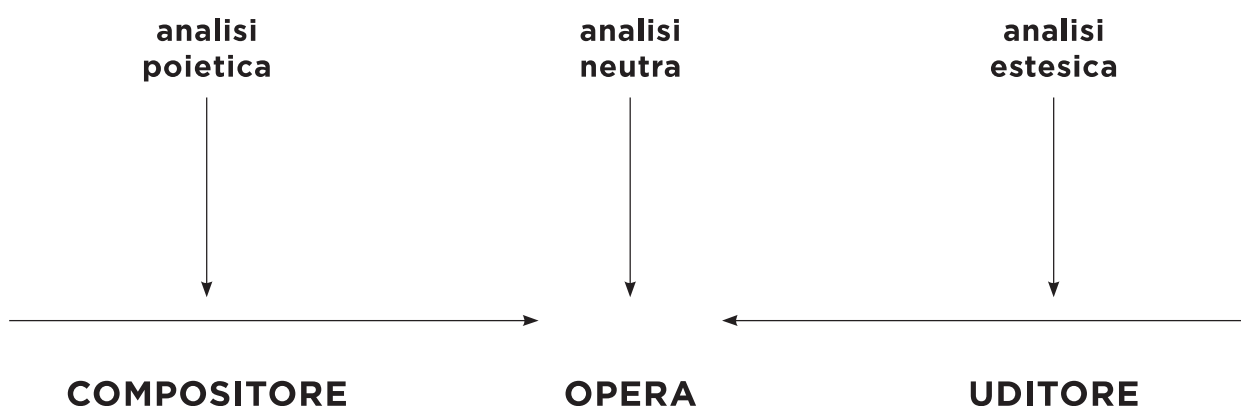 analisi
poietica
analisi
neutra
analisi
estesica
COMPOSITORE
OPERA
UDITORE